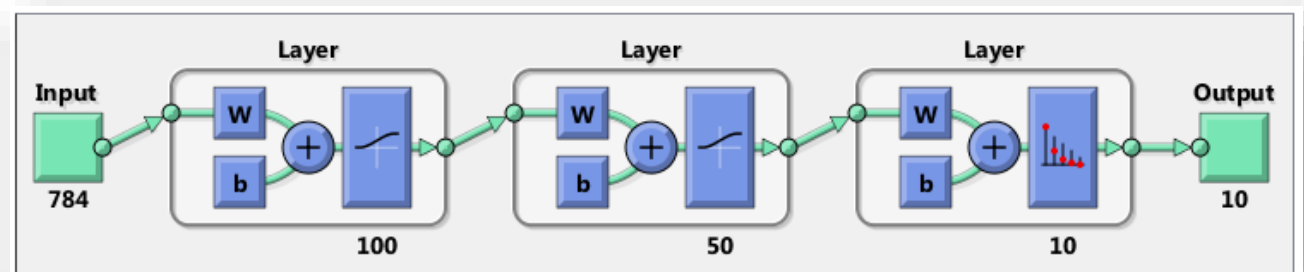 Layer Layer Layer
Input Output
W W W
b b b
784 10
100 50 10